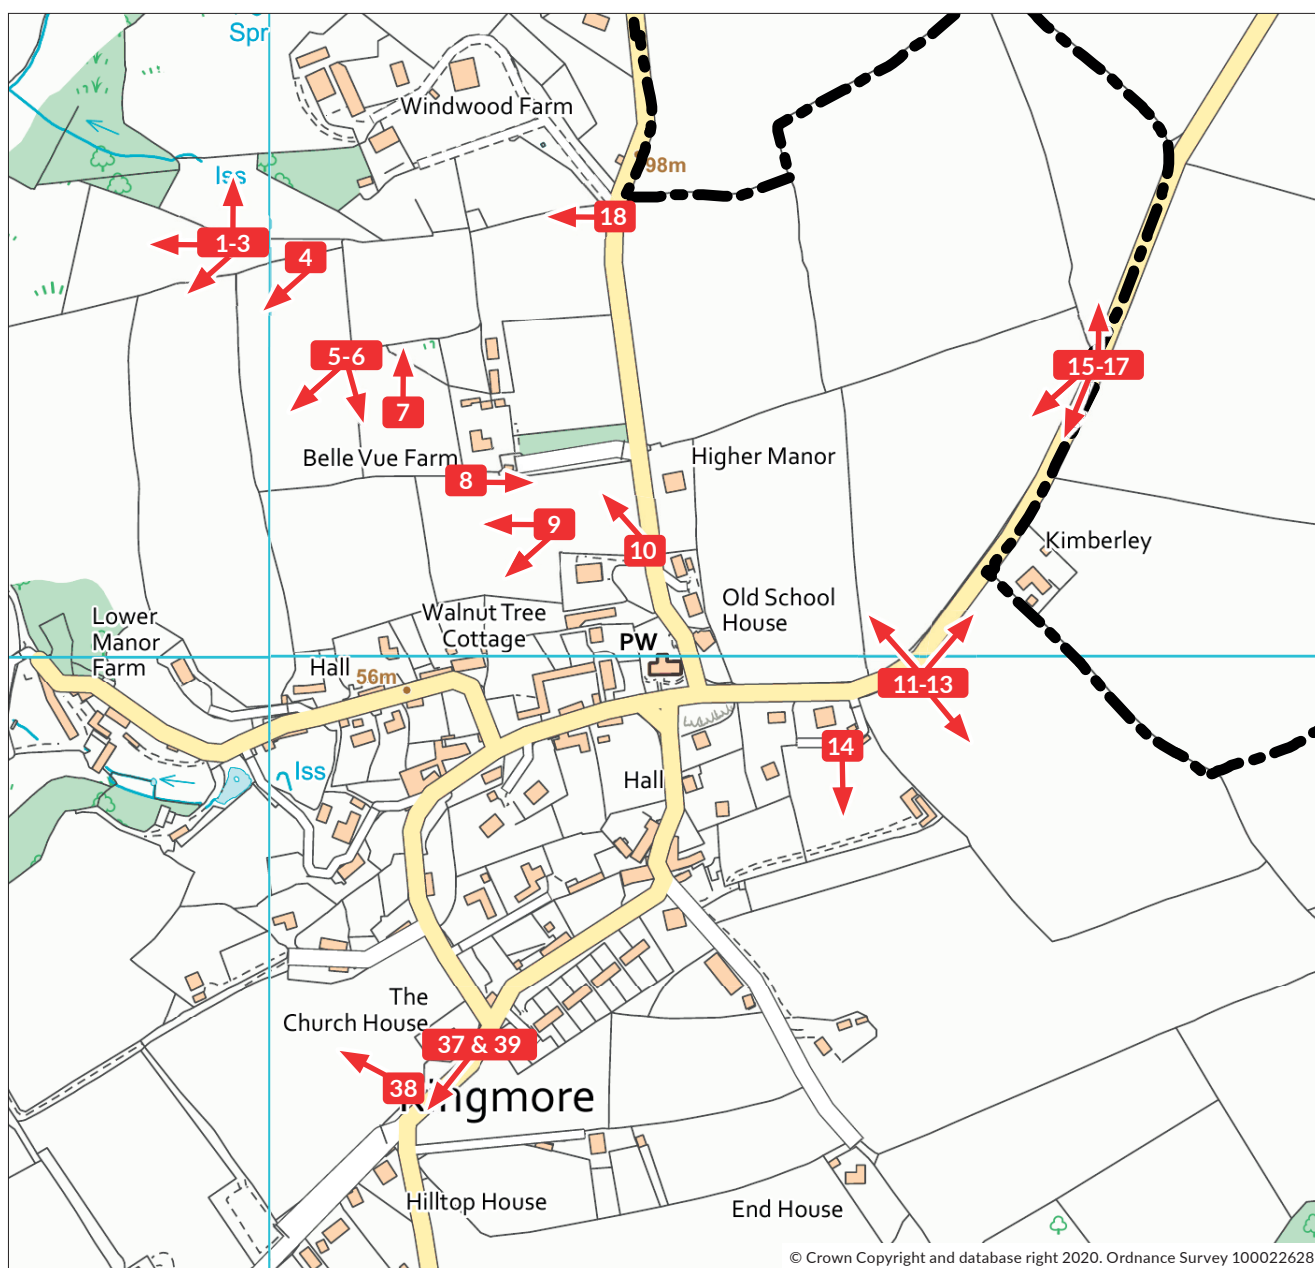 Spr
Windwood Farm
98m
Iss
18
1-3
4
5-6
7
Belle Vue Farm
Higher Manor
8
9
10
Kimberley
15-17
Lower
Manor
Farm
Walnut Tree
Cottage
Old School
House
PW
Hall
56m
11-13
14
Iss
Hall
The
Church House
37 & 39
38
ingmore
Hilltop House
End House
© Crown Copyright and database right 2020. Ordnance Survey 100022628